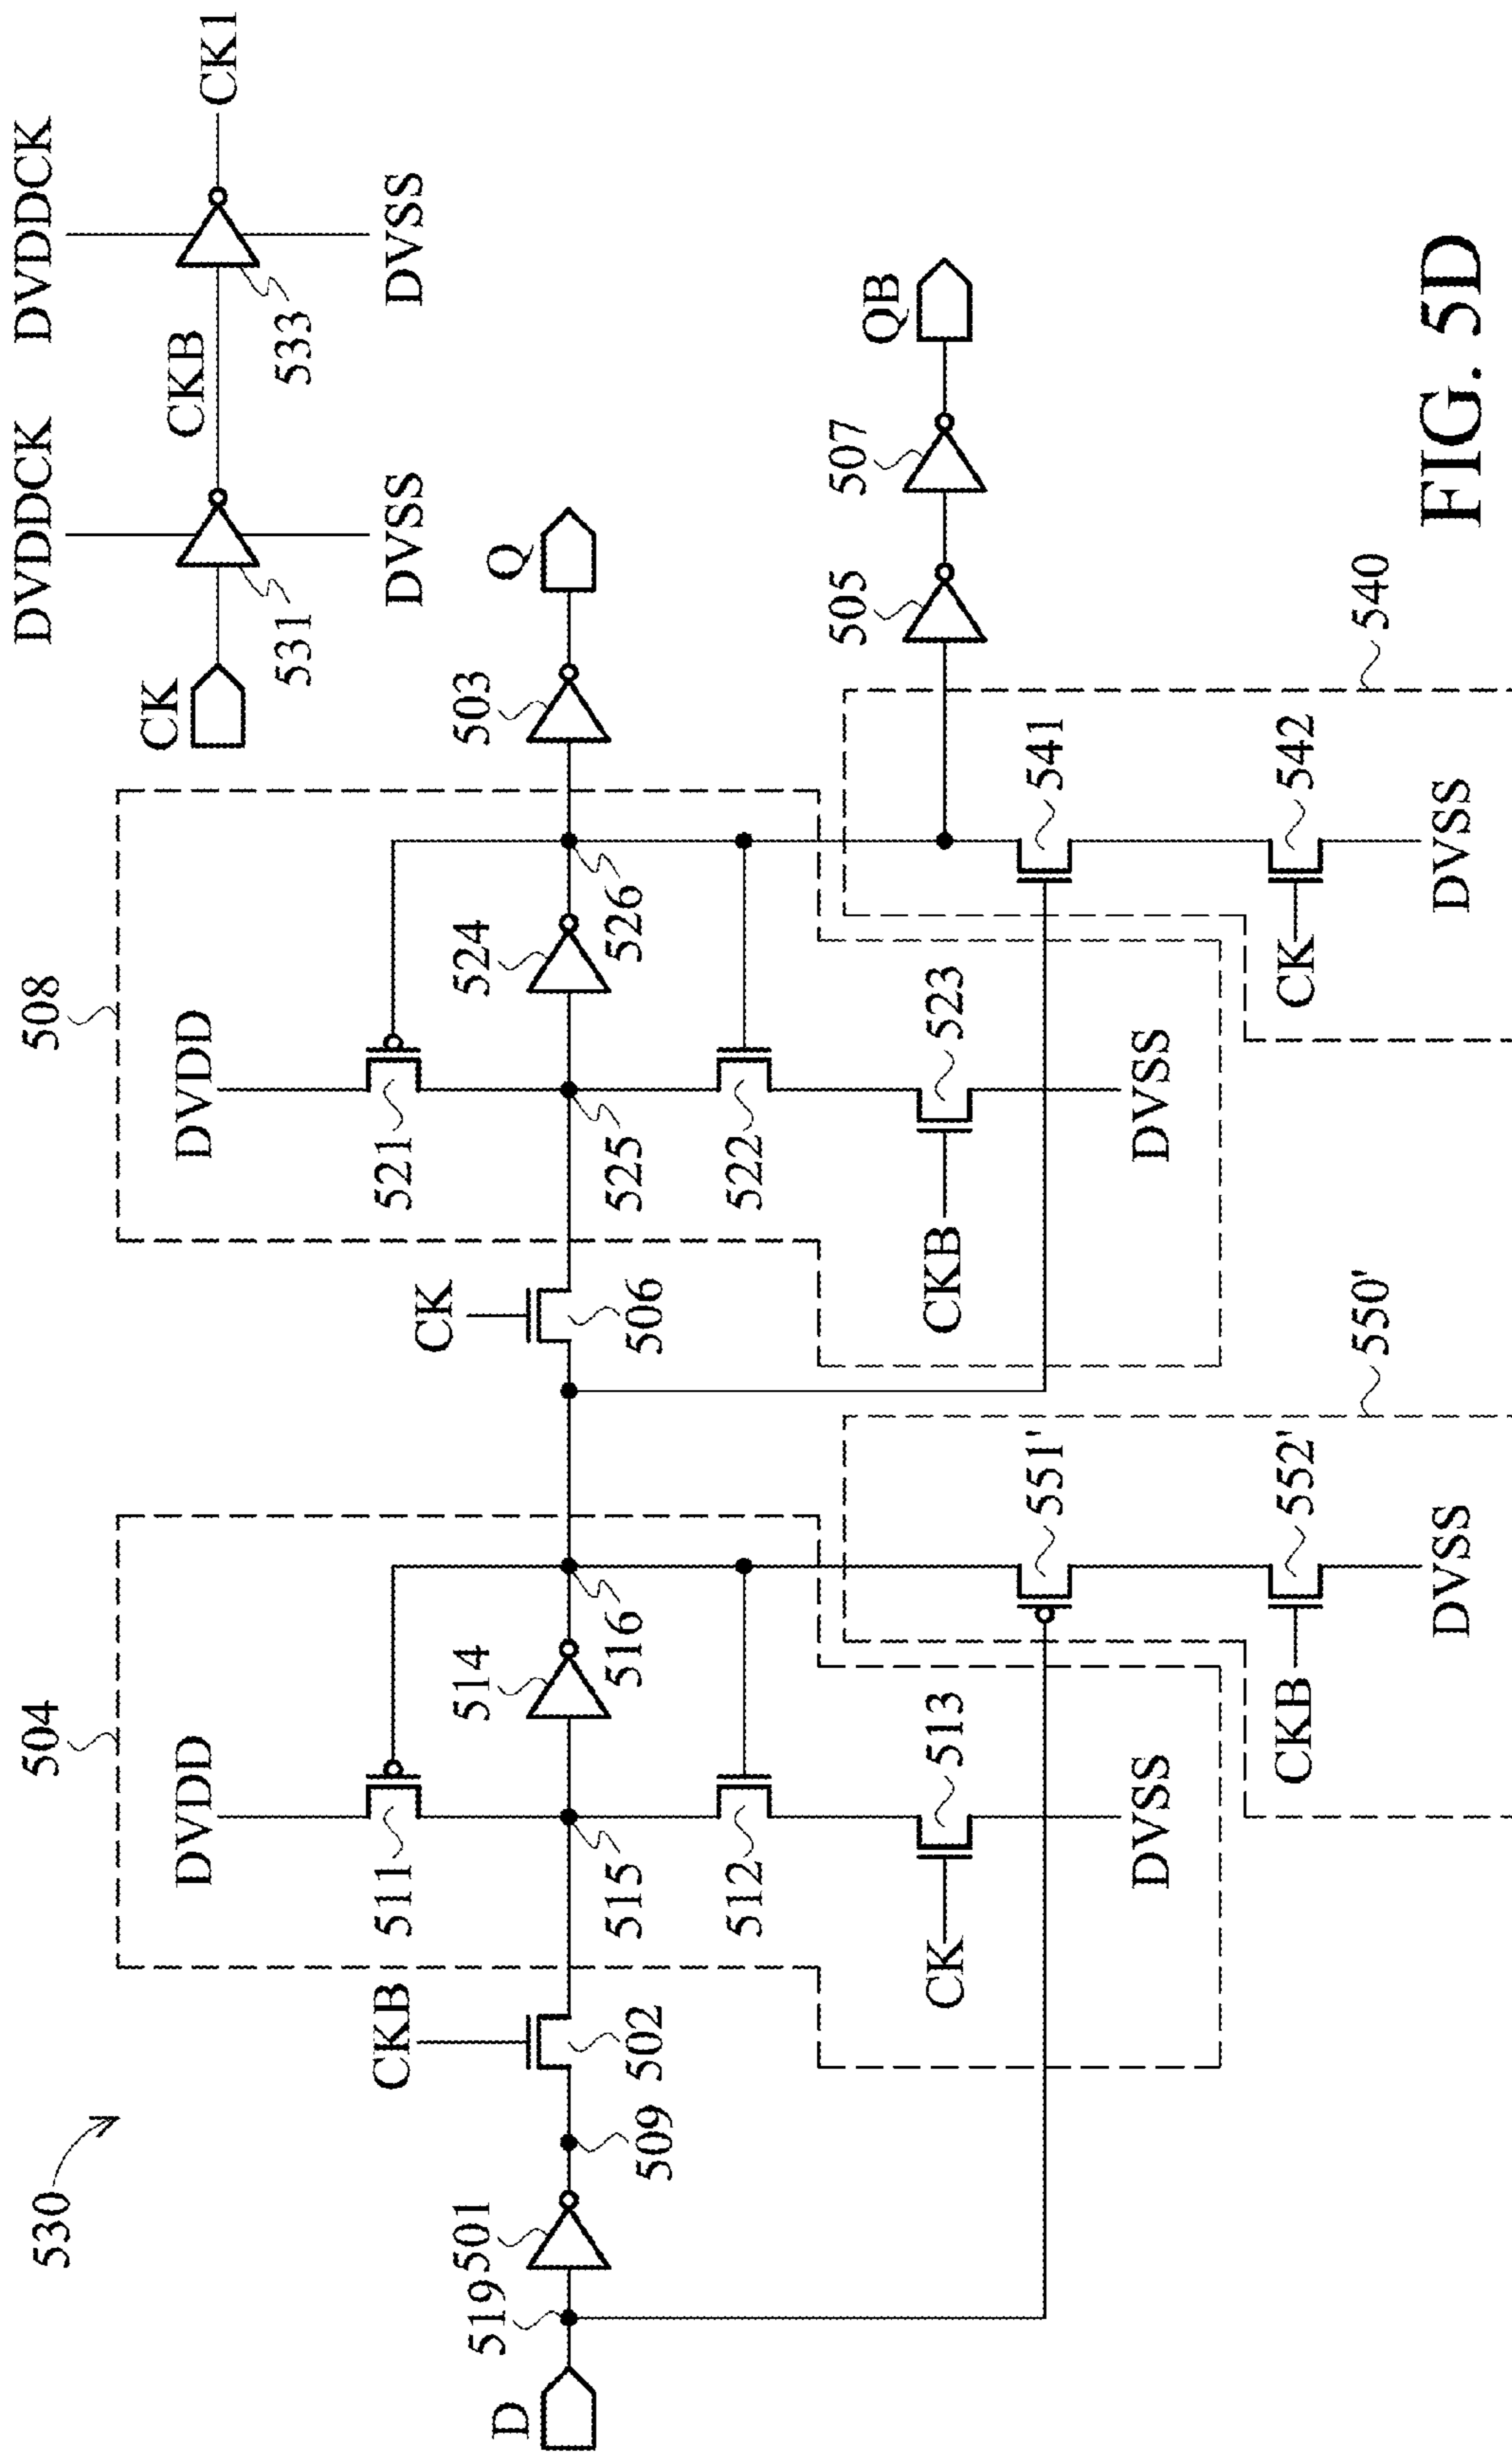 530
D
519
501
509
CKB
502
504
DVDD
511
515
514
516
512
513
CK
DVSS
550'
551'
552'
CKB
DVSS
CK
506
508
DVDD
521
525
524
526
522
523
CKB
DVSS
540
541
542
CK
DVSS
503
Q
505
507
QB
CK
531
DVDDCK
DVSS
CKB
533
DVDDCK
DVSS
CK1
FIG. 5D